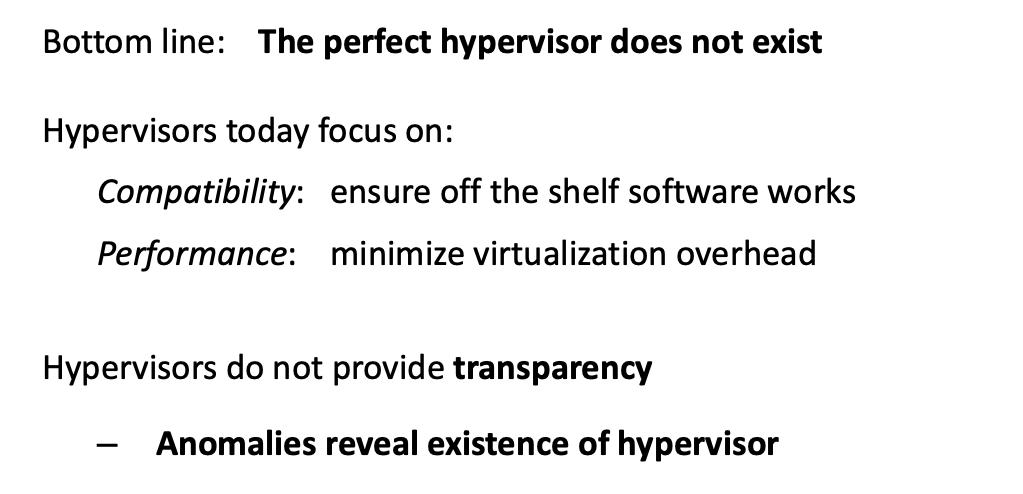 Bottom line: The perfect hypervisor does not exist
Hypervisors today focus on:
Compatibility: ensure off the shelf software works
Performance: minimize virtualization overhead
Hypervisors do not provide transparency
– Anomalies reveal existence of hypervisor